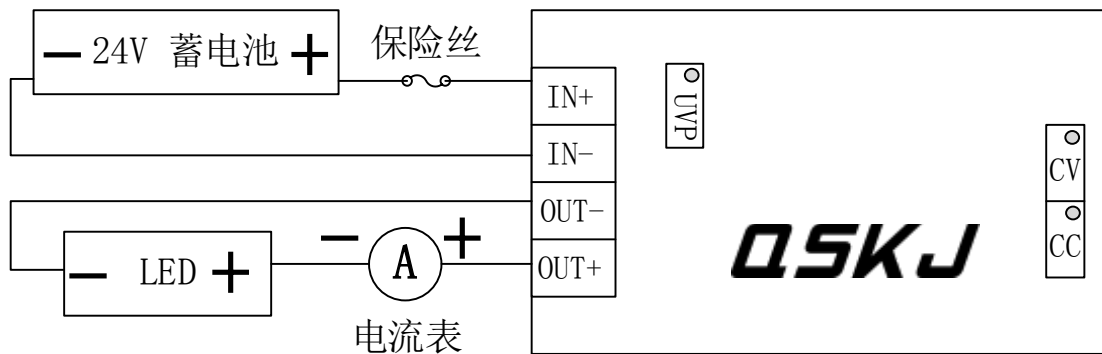 − 24V 蓄电池 +
保险丝
IN+
IN-
OUT-
OUT+
UVP
CV
CC
− LED +
− A +
电流表
QSKJ